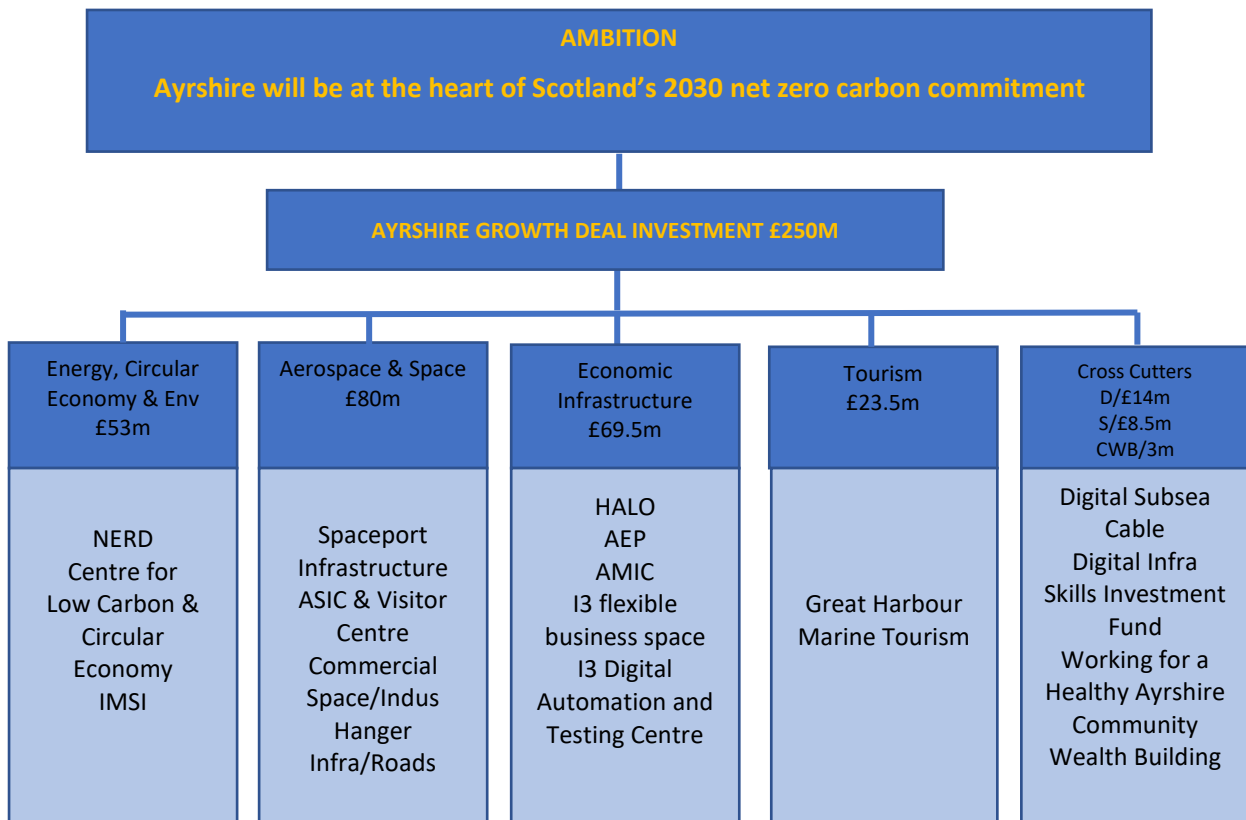 AMBITION
Ayrshire will be at the heart of Scotland’s 2030 net zero carbon commitment
AYRSHIRE GROWTH DEAL INVESTMENT £250M
Energy, Circular
Economy & Env
£53m
NERD
Centre for
Low Carbon &
Circular
Economy
IMSI
Aerospace & Space
£80m
Spaceport
Infrastructure
ASIC & Visitor
Centre
Commercial
Space/Indus
Hanger
Infra/Roads
Economic
Infrastructure
£69.5m
HALO
AEP
AMIC
I3 flexible
business space
I3 Digital
Automation and
Testing Centre
Tourism
£23.5m
Great Harbour
Marine Tourism
Cross Cutters
D/£14m
S/£8.5m
CWB/3m
Digital Subsea
Cable
Digital Infra
Skills Investment
Fund
Working for a
Healthy Ayrshire
Community
Wealth Building